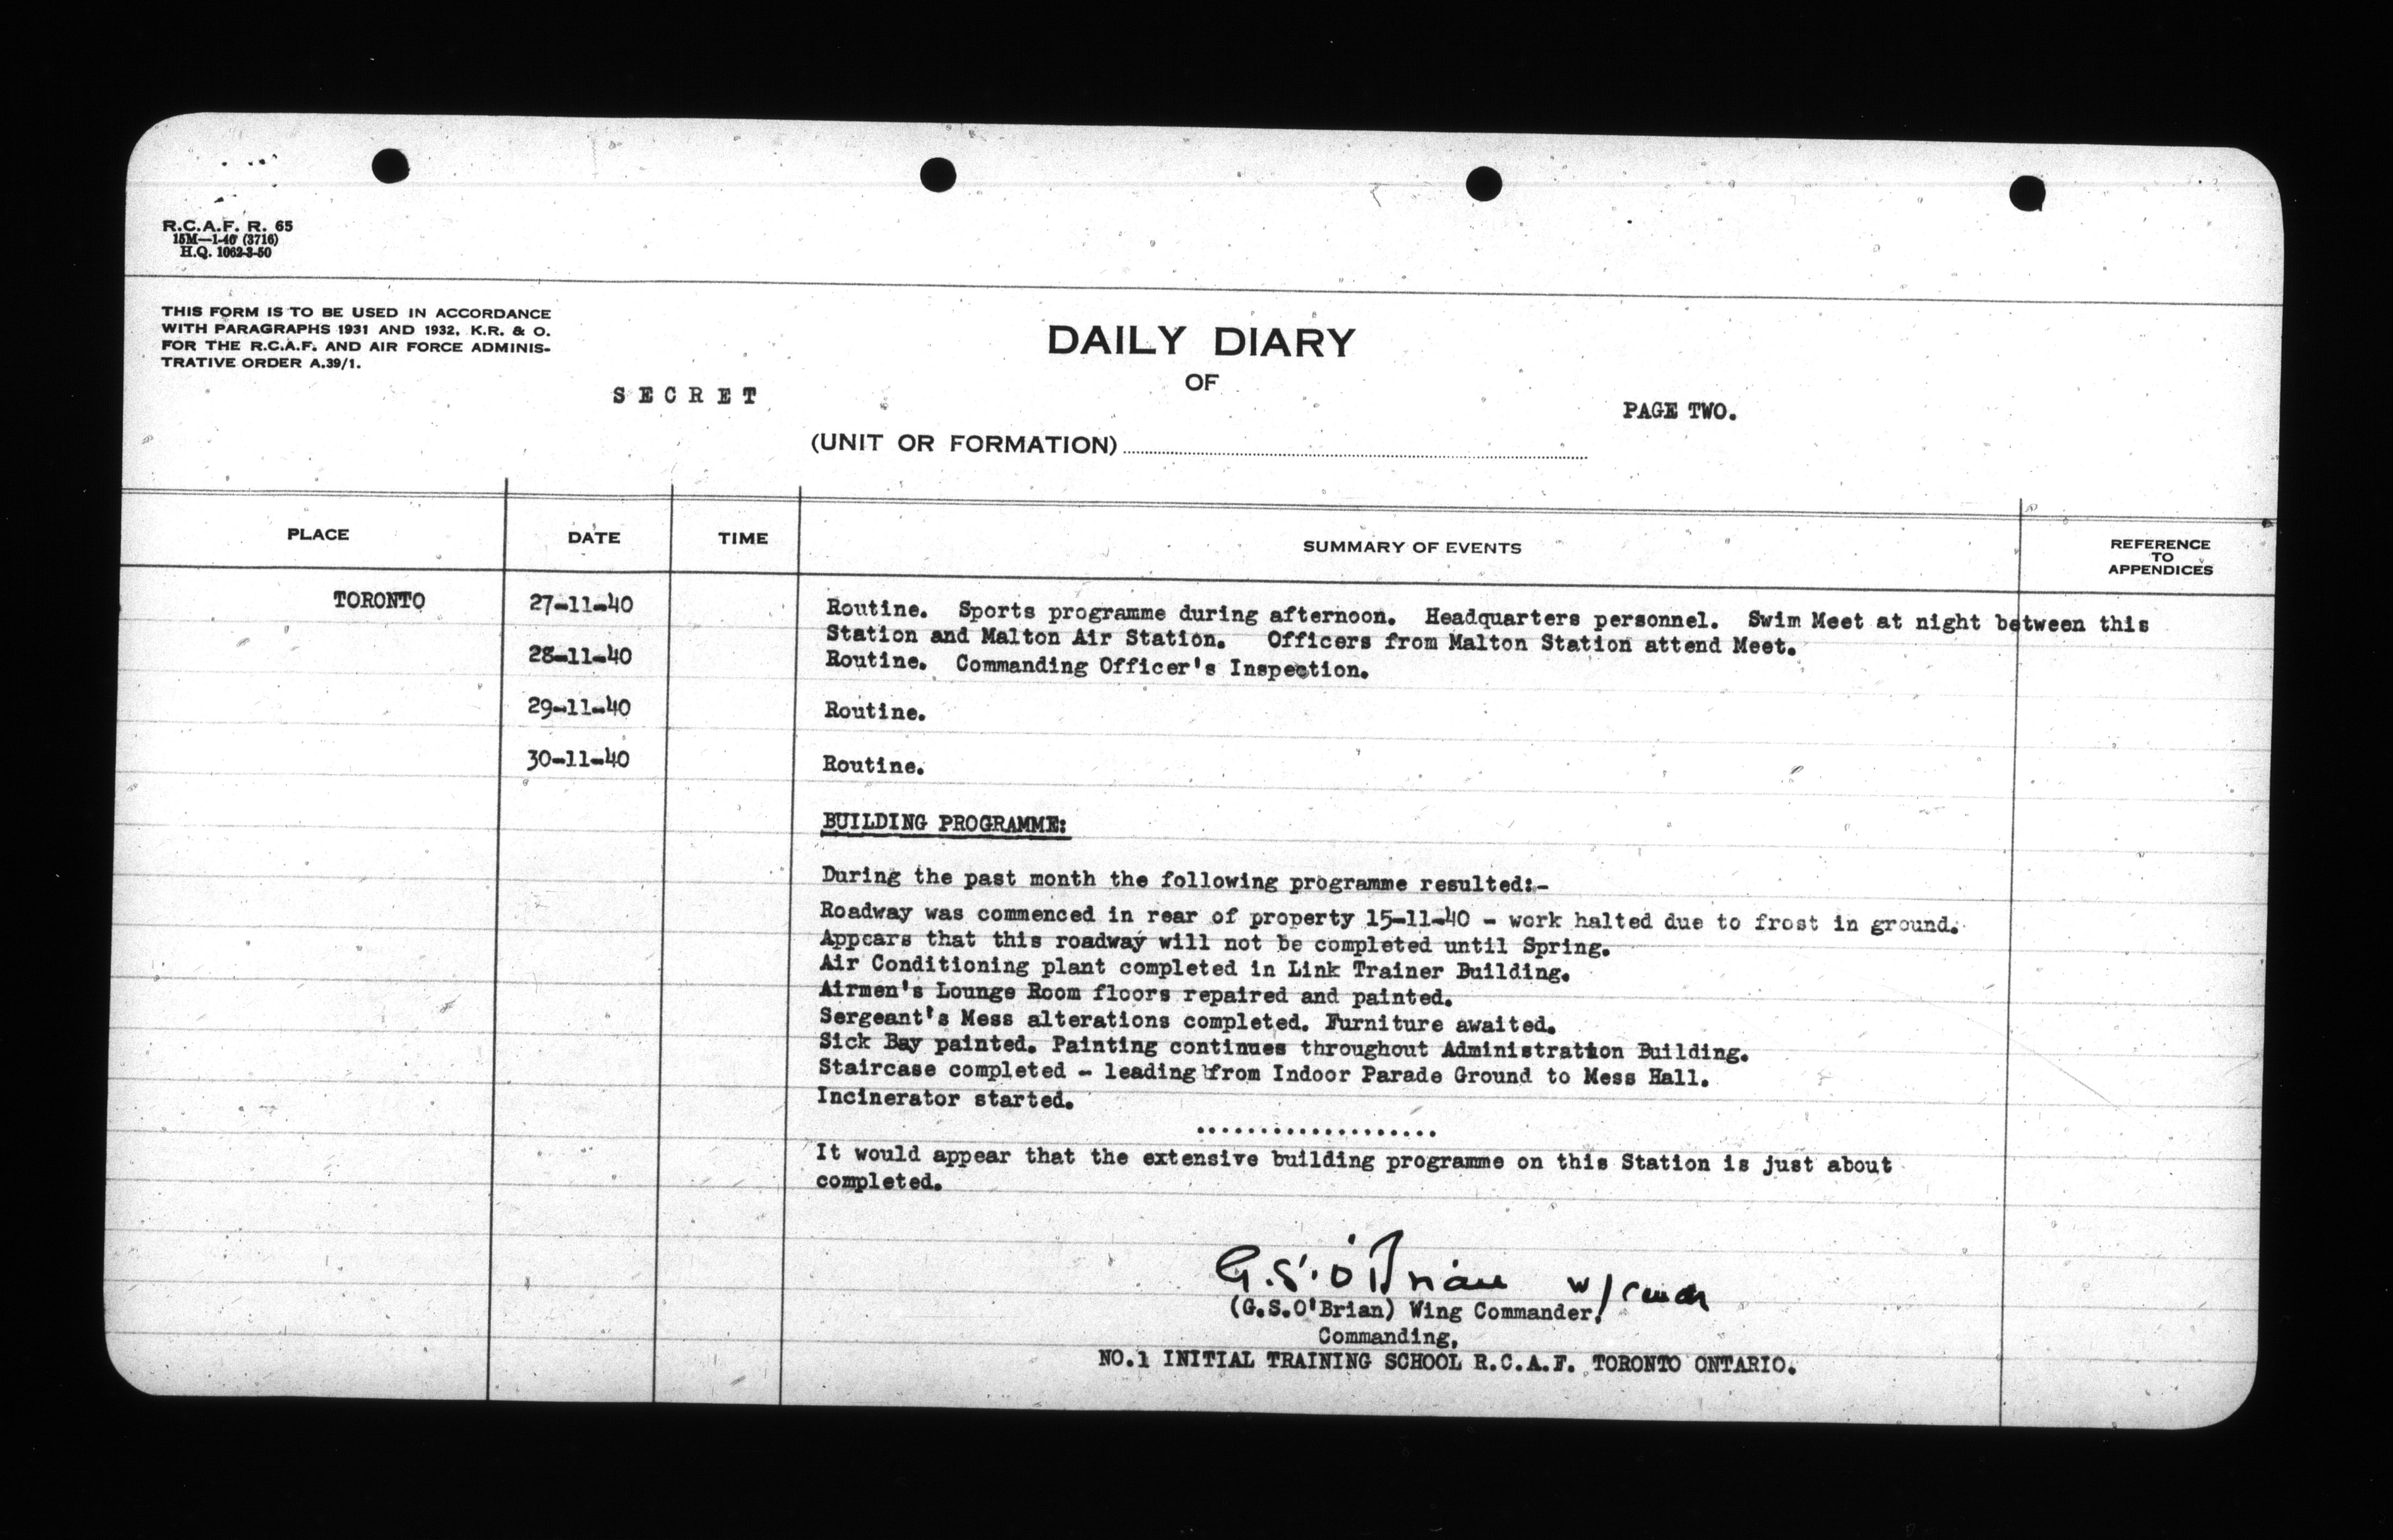 R.C.A.F. R. 65
15M—1-40 (3716)
H.Q. 1062-3-50
THIS FORM IS TO BE USED IN ACCORDANCE
WITH PARAGRAPHS 1931 AND 1932, K.R. & O.
FOR THE R.C.A.F. AND AIR FORCE ADMINIS-
TRATIVE ORDER A.39/1.
DAILY DIARY
OF
S E C R E T
PAGE TWO.
(UNIT OR FORMATION)
PLACE DATE TIME SUMMARY OF EVENTS REFERENCE TO APPENDICES
TORONTO 27-11-40 Routine. Sports programme during afternoon. Headquarters personnel. Swim Meet at night between this
Station and Malton Air Station. Officers from Malton Station attend Meet.
28-11-40 Routine. Commanding Officer's Inspection.
29-11-40 Routine.
30-11-40 Routine.
BUILDING PROGRAMME:
During the past month the following programme resulted:-
Roadway was commenced in rear of property 15-11-40 - work halted due to frost in ground.
Appears that this roadway will not be completed until Spring.
Air Conditioning plant completed in Link Trainer Building.
Airmen's Lounge Room floors repaired and painted.
Sergeant's Mess alterations completed. Furniture awaited.
Sick Bay painted. Painting continues throughout Administration Building.
Staircase completed - leading from Indoor Parade Ground to Mess Hall.
Incinerator started.
...................
It would appear that the extensive building programme on this Station is just about
completed.
G.S. O'Brian W/Cmdr
(G.S.O'Brian) Wing Commander,
Commanding,
NO.1 INITIAL TRAINING SCHOOL R.C.A.F. TORONTO ONTARIO.